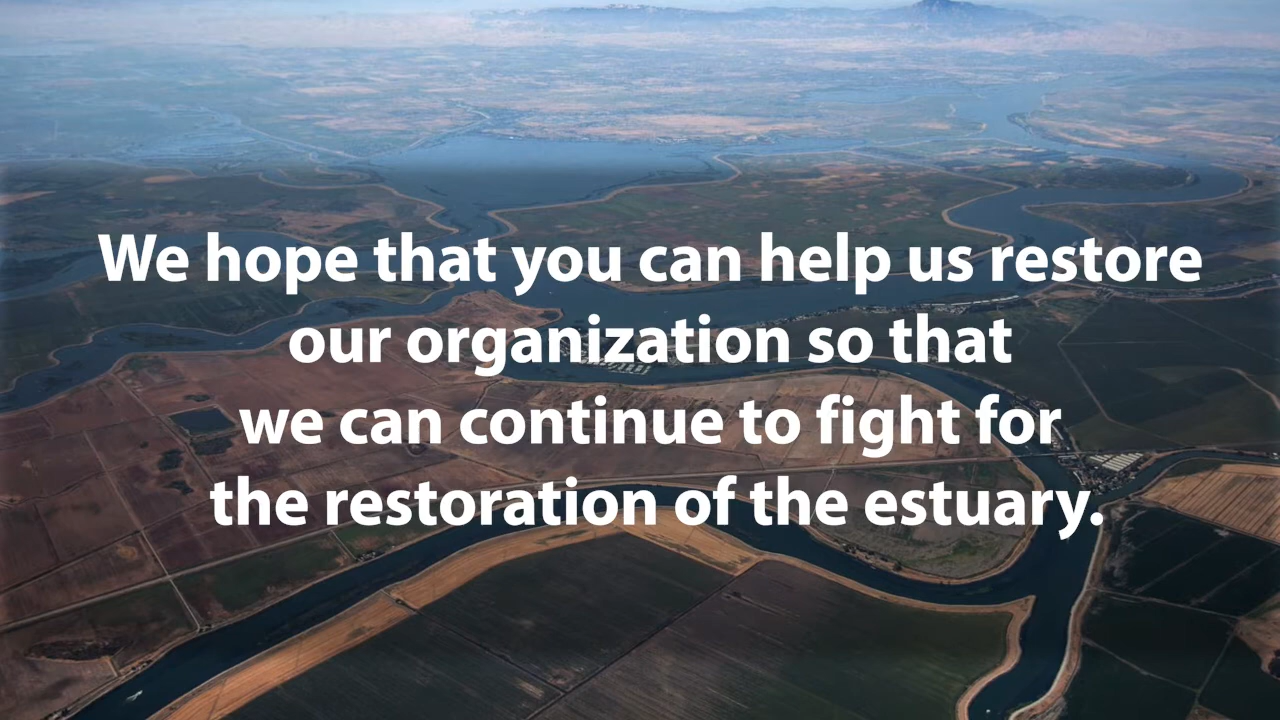 We hope that you can help us restore
our organization so that
we can continue to fight for
the restoration of the estuary.